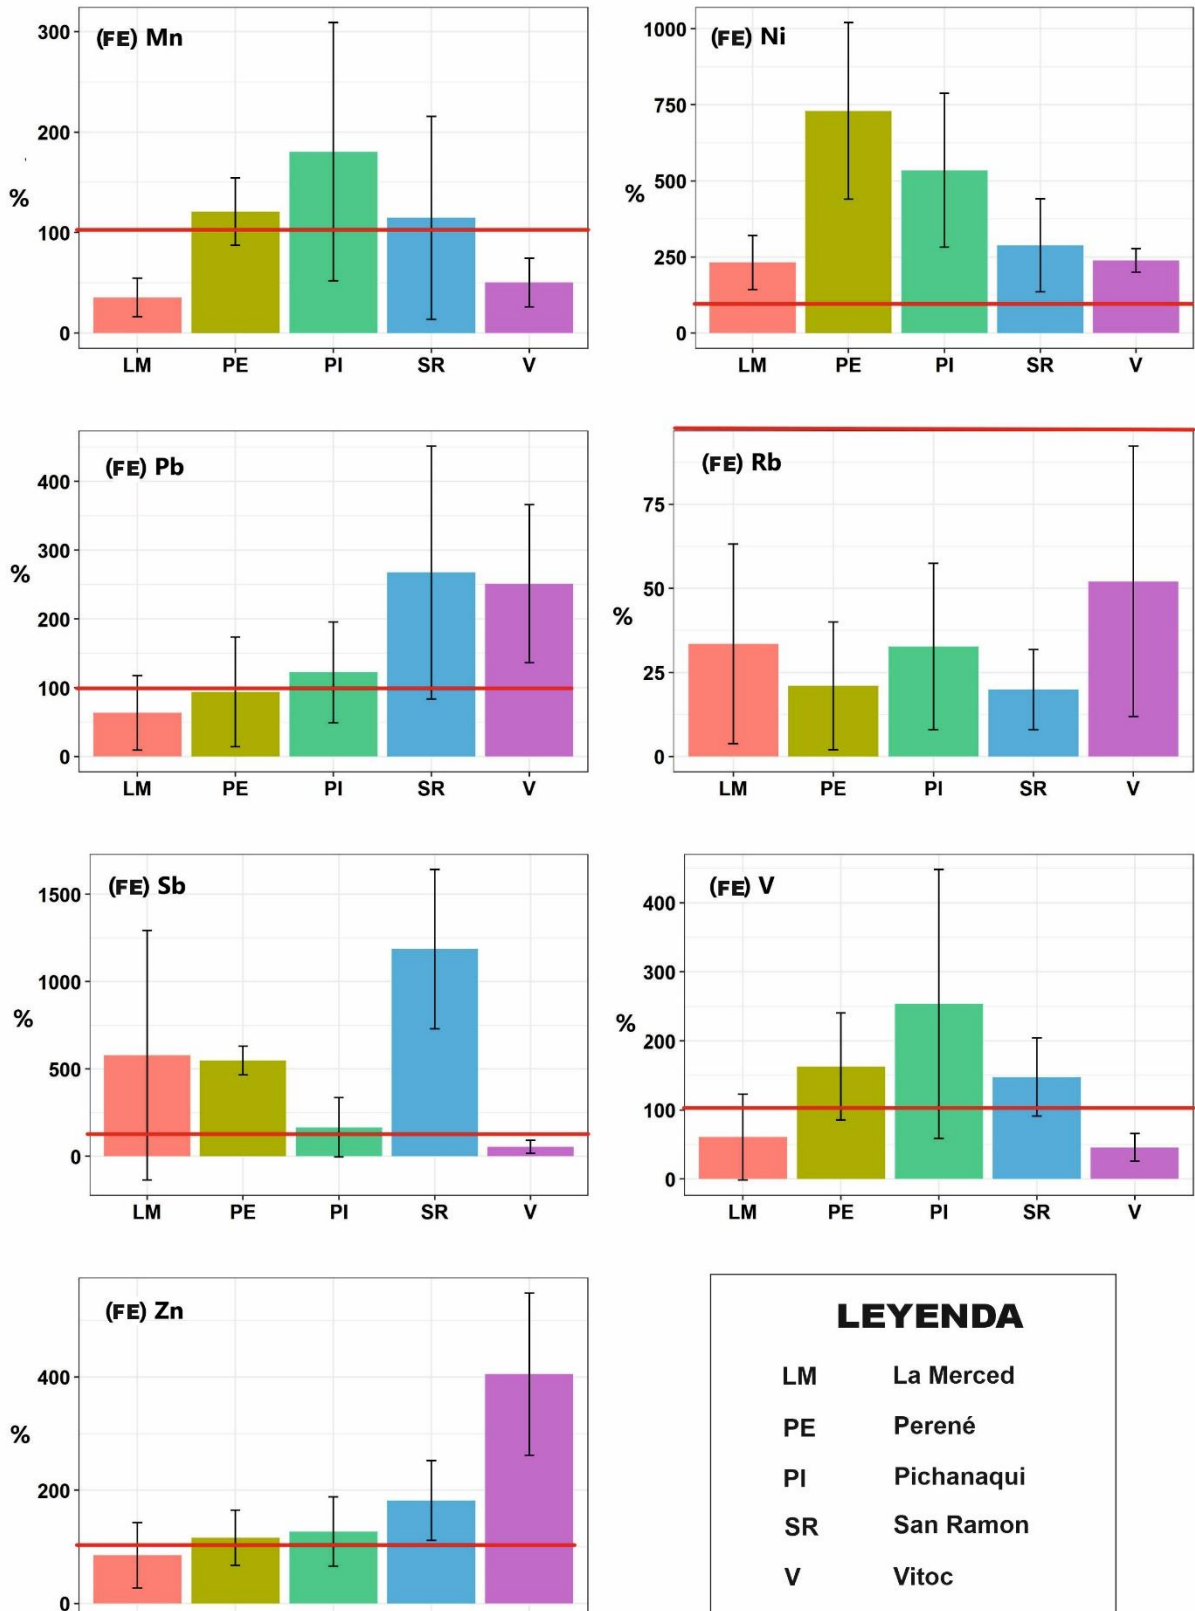 (FE) Mn
300
200
%
100
0
LM PE PI SR V
(FE) Ni
1000
750
%
500
250
0
LM PE PI SR V
(FE) Pb
400
300
%
200
100
0
LM PE PI SR V
(FE) Rb
75
50
%
25
0
LM PE PI SR V
(FE) Sb
1500
1000
%
500
0
LM PE PI SR V
(FE) V
400
300
%
200
100
0
LM PE PI SR V
(FE) Zn
400
%
200
0
LEYENDA
LM La Merced
PE Perené
PI Pichanaqui
SR San Ramon
V Vitoc